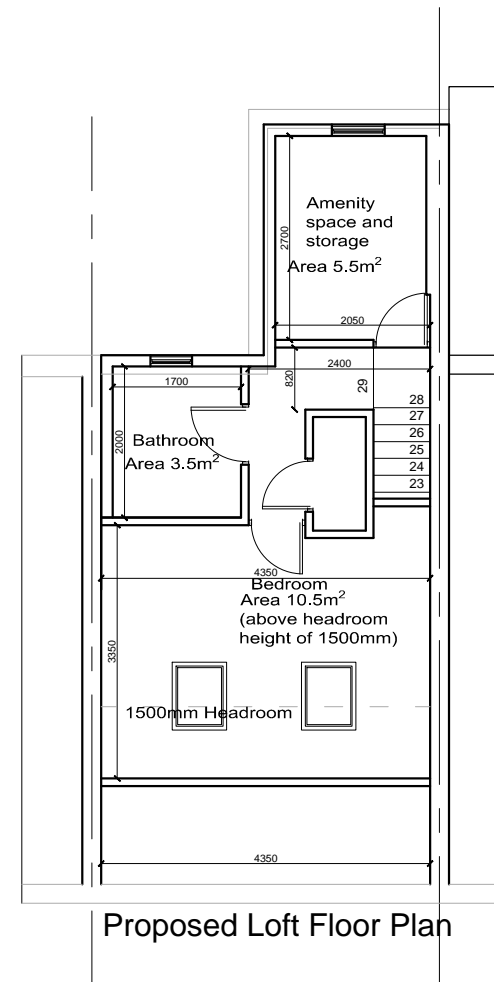 Amenity
space and
storage
Area 5.5m²
2700
2050
2400
820
29
28
27
26
25
24
23
1700
2000
Bathroom
Area 3.5m²
4350
Bedroom
Area 10.5m²
(above headroom
height of 1500mm)
3350
1500mm Headroom
4350
Proposed Loft Floor Plan